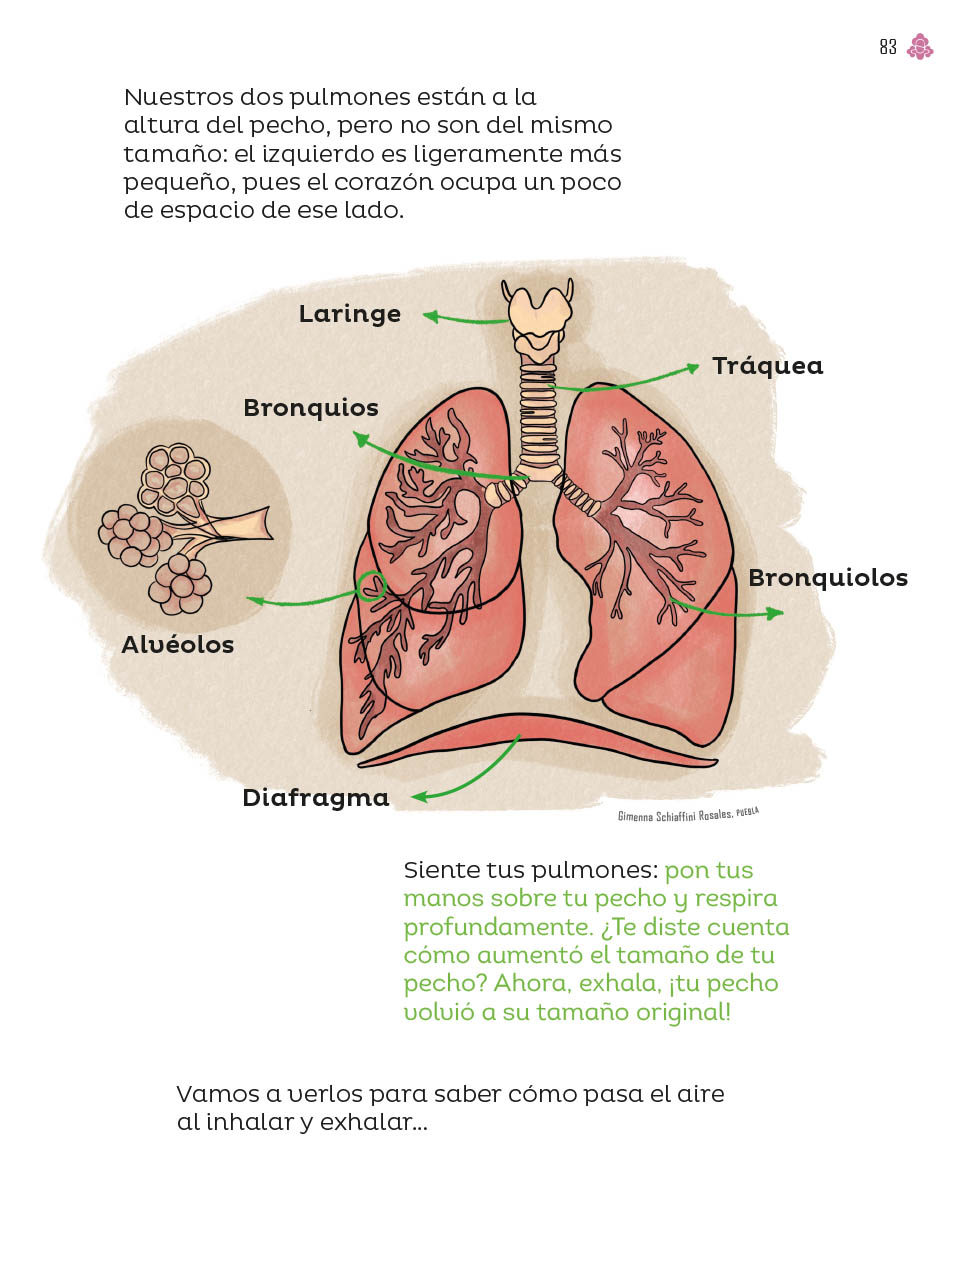 83
Nuestros dos pulmones están a la
altura del pecho, pero no son del mismo
tamaño: el izquierdo es ligeramente más
pequeño, pues el corazón ocupa un poco
de espacio de ese lado.
Laringe
Tráquea
Bronquios
Bronquiolos
Alvéolos
Diafragma
Gimenna Schiaffini Rosales, PUEBLA
Siente tus pulmones: pon tus
manos sobre tu pecho y respira
profundamente. ¿Te diste cuenta
cómo aumentó el tamaño de tu
pecho? Ahora, exhala, ¡tu pecho
volvió a su tamaño original!
Vamos a verlos para saber cómo pasa el aire
al inhalar y exhalar...